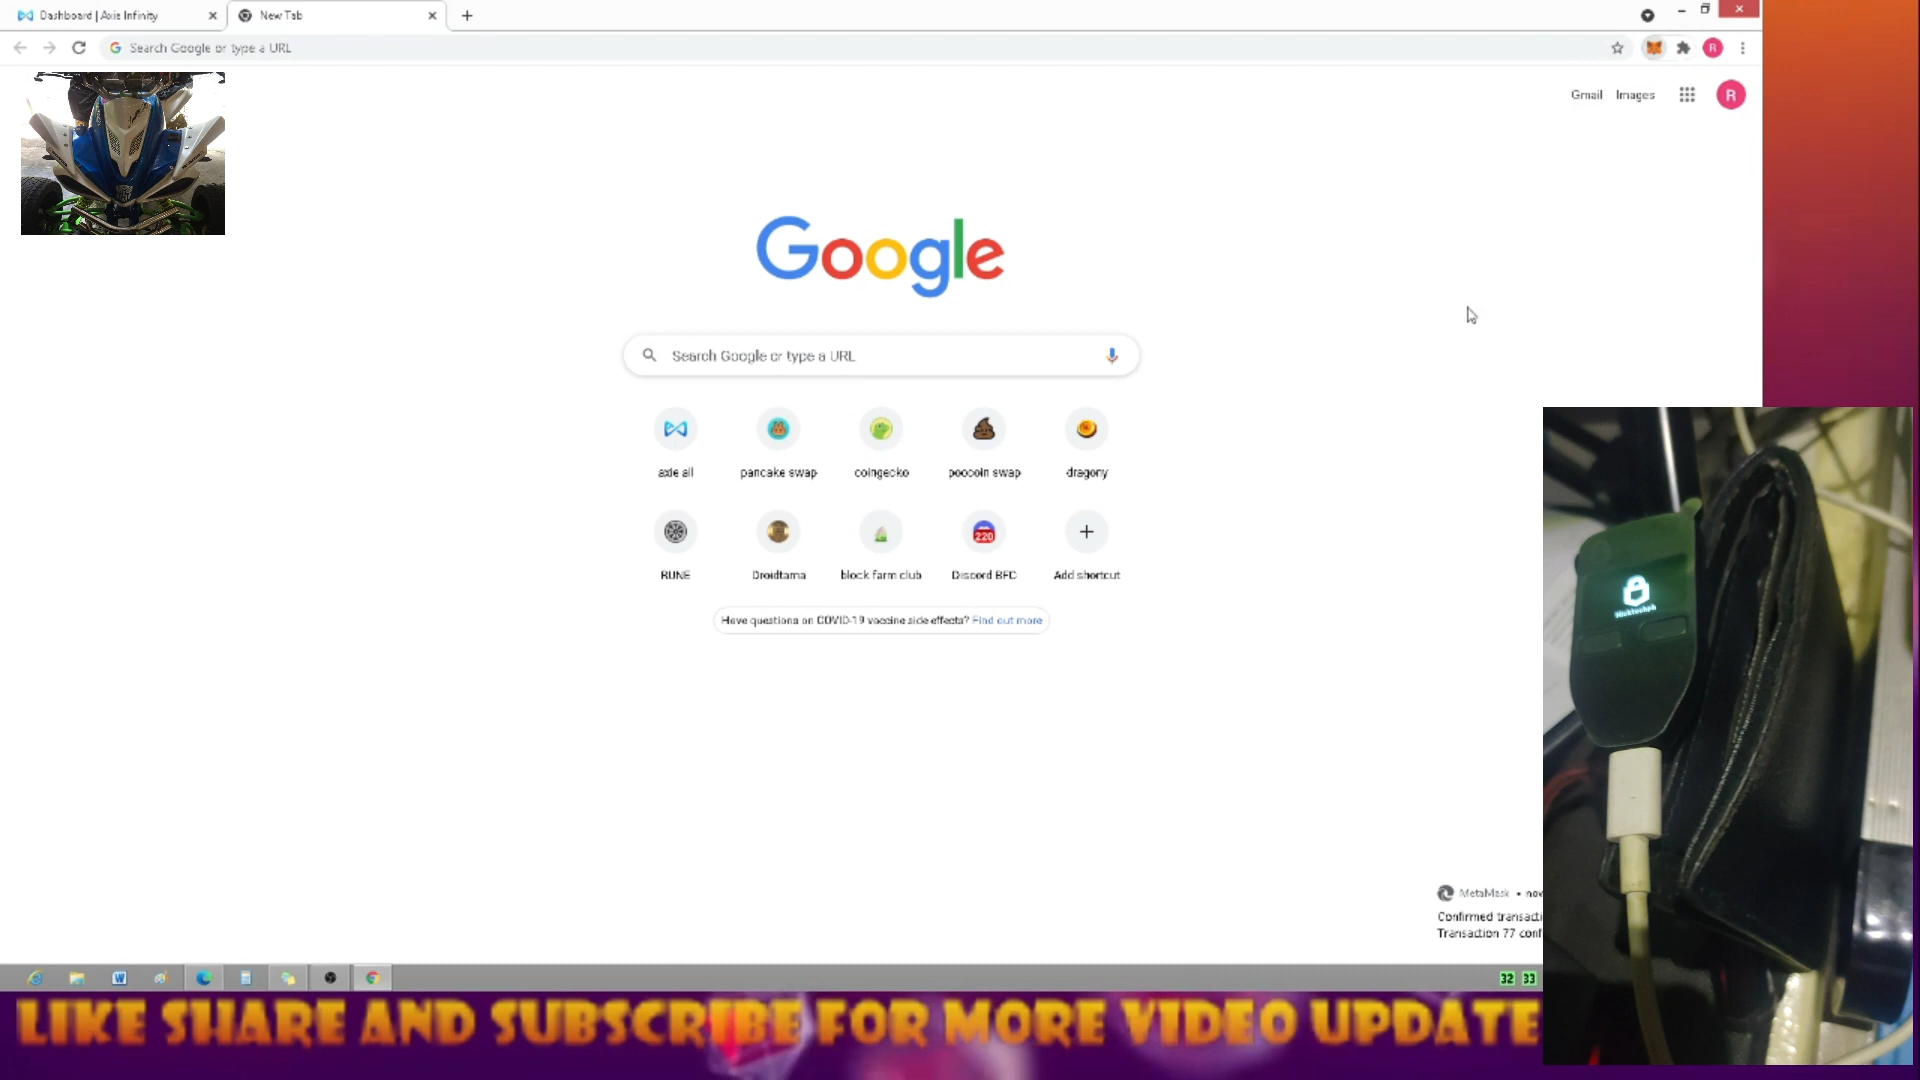 Dashboard | Axie Infinity
New Tab
Search Google or type a URL
R
Gmail Images
R
Google
Search Google or type a URL
axie all
pancake swap
coingecko
poocoin swap
dragony
RUNE
Droidtama
block farm club
220
Discord BFC
Add shortcut
Have questions on COVID-19 vaccine side effects? Find out more
MetaMask • now
Confirmed transacti
Transaction 77 conf
32 33
LIKE SHARE AND SUBSCRIBE FOR MORE VIDEO UPDATE